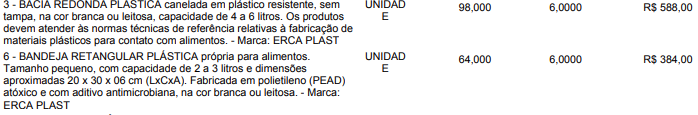 3 - BACIA REDONDA PLÁSTICA canelada em plástico resistente, sem UNIDAD 98,000 6,0000 R$ 588,00
tampa, na cor branca ou leitosa, capacidade de 4 a 6 litros. Os produtos E
devem atender às normas técnicas de referência relativas à fabricação de
materiais plásticos para contato com alimentos. - Marca: ERCA PLAST
6 - BANDEJA RETANGULAR PLÁSTICA própria para alimentos. UNIDAD 64,000 6,0000 R$ 384,00
Tamanho pequeno, com capacidade de 2 a 3 litros e dimensões E
aproximadas 20 x 30 x 06 cm (LxCxA). Fabricada em polietileno (PEAD)
atóxico e com aditivo antimicrobiana, na cor branca ou leitosa. - Marca:
ERCA PLAST